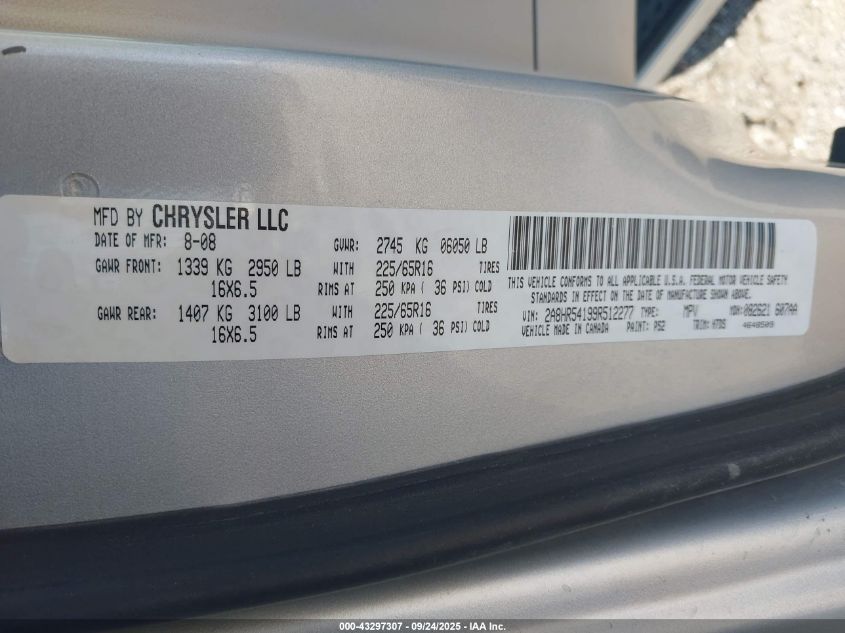 MFD BY CHRYSLER LLC
DATE OF MFR: 8-08 GVWR: 2745 KG 06050 LB
GAWR FRONT: 1339 KG 2950 LB WITH 225/65R16 TIRES
16X6.5 RIMS AT 250 KPA ( 36 PSI) COLD
GAWR REAR: 1407 KG 3100 LB WITH 225/65R16 TIRES
16X6.5 RIMS AT 250 KPA ( 36 PSI) COLD
THIS VEHICLE CONFORMS TO ALL APPLICABLE U.S.A. FEDERAL MOTOR VEHICLE SAFETY
STANDARDS IN EFFECT ON THE DATE OF MANUFACTURE SHOWN ABOVE.
VIN: 2A8HR54199R512277 TYPE: MPV MDH: 082621 607AA
VEHICLE MADE IN CANADA PAINT: PS2 TRIM: H7DS 4648509
000-43297307 - 09/24/2025 - IAA Inc.